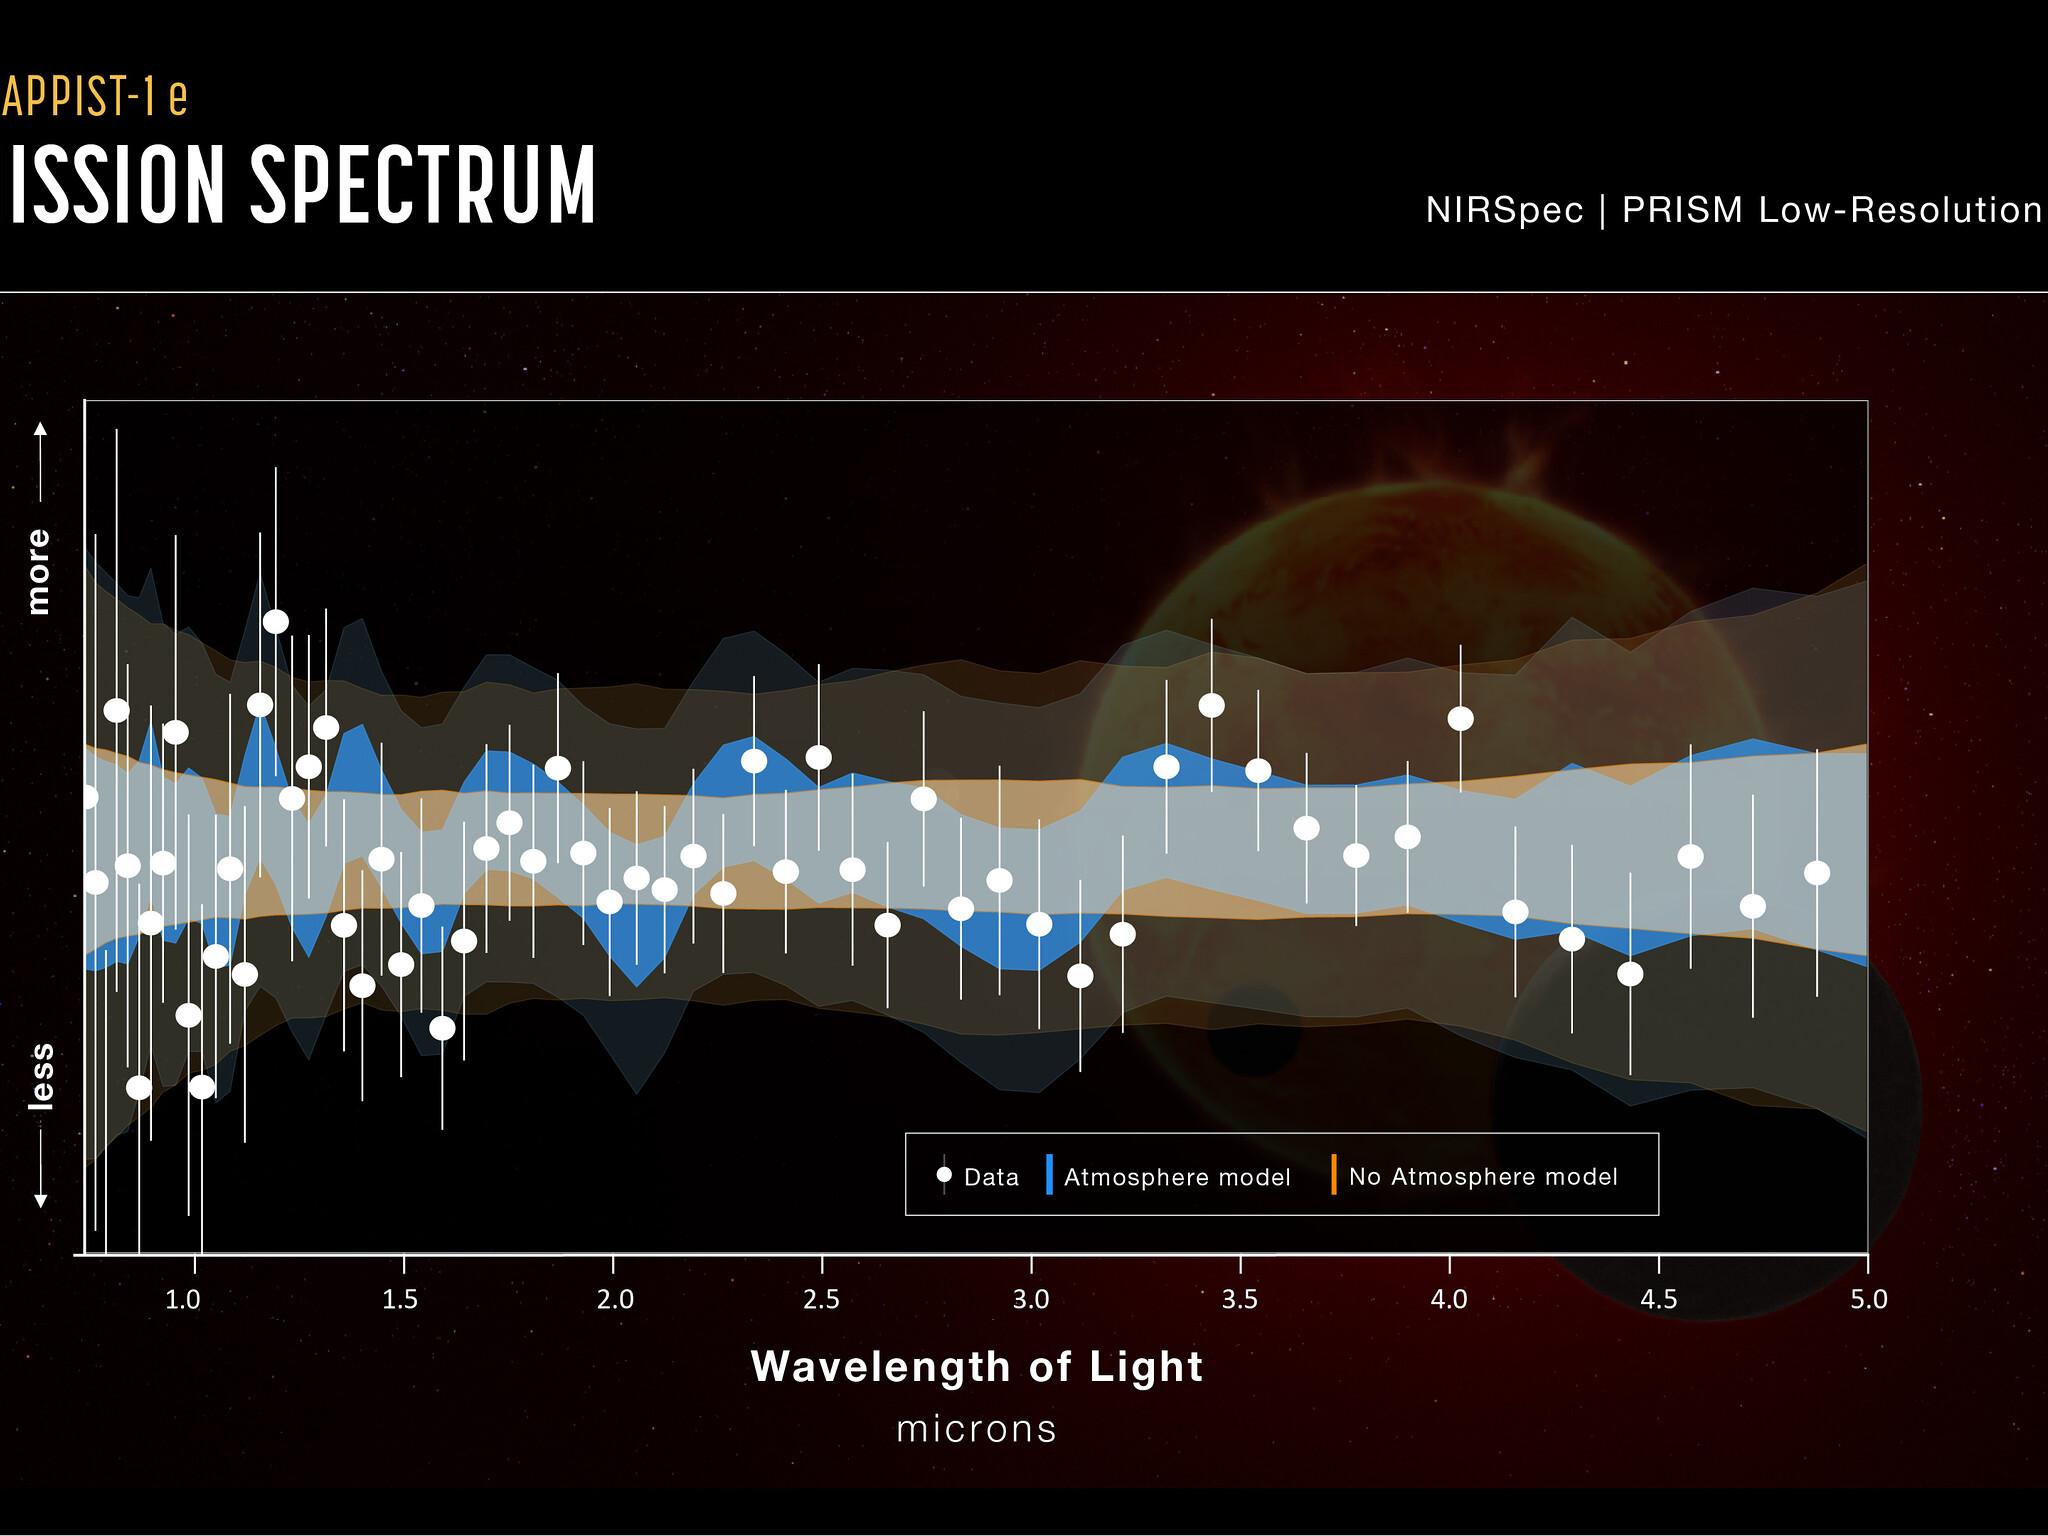 APPIST-1 e
ISSION SPECTRUM
NIRSpec | PRISM Low-Resolution
more
less
Data
Atmosphere model
No Atmosphere model
1.0 1.5 2.0 2.5 3.0 3.5 4.0 4.5 5.0
Wavelength of Light
microns